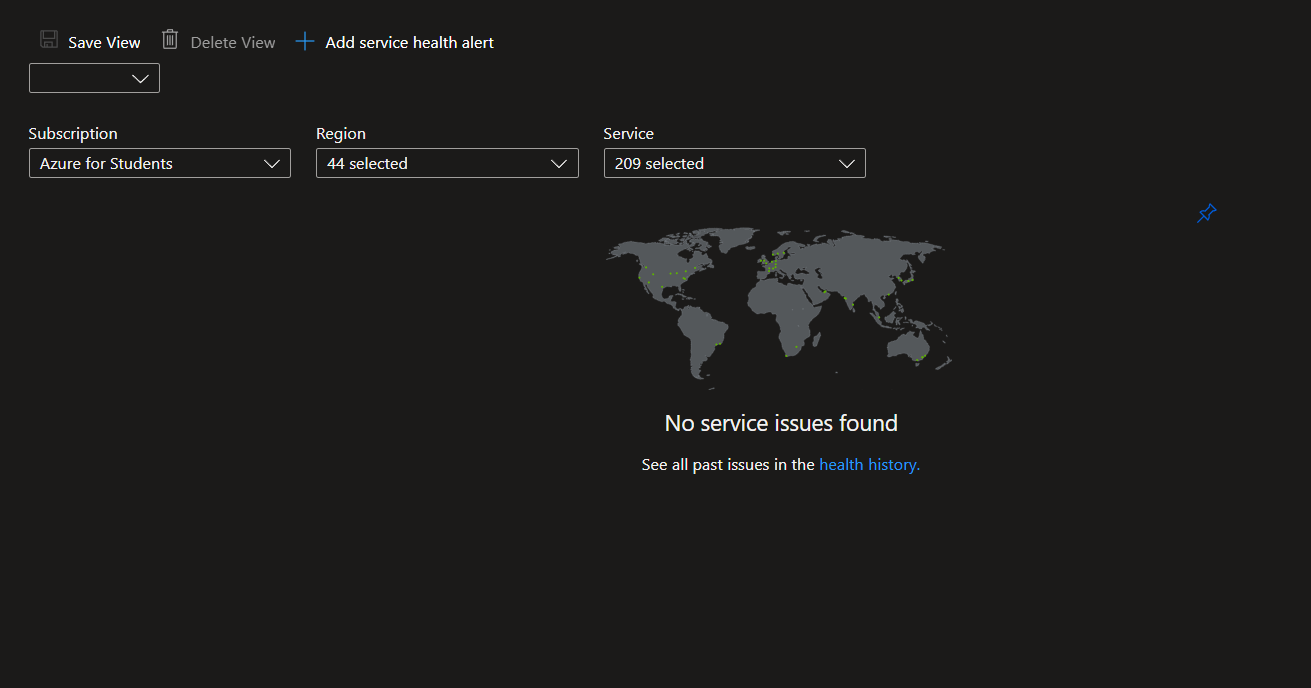 Save View Delete View Add service health alert
Subscription Region Service
Azure for Students 44 selected 209 selected
No service issues found
See all past issues in the health history.